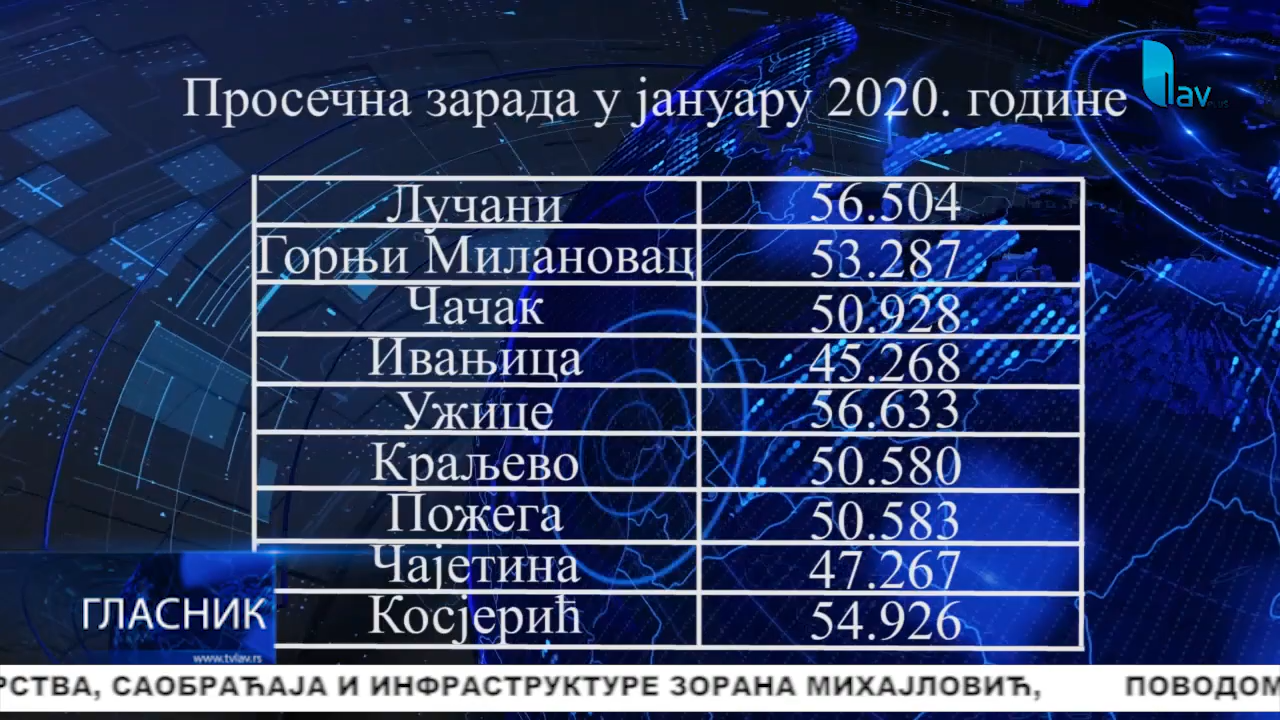 Просечна зарада у јануару 2020. године
lav
Лучани 56.504
Горњи Милановац 53.287
Чачак 50.928
Ивањица 45.268
Ужице 56.633
Краљево 50.580
Пожега 50.583
Чајетина 47.267
Косјерић 54.926
ГЛАСНИК
www.tvlav.rs
РСТВА, САОБРАЋАЈА И ИНФРАСТРУКТУРЕ ЗОРАНА МИХАЈЛОВИЋ, ПОВОДОМ